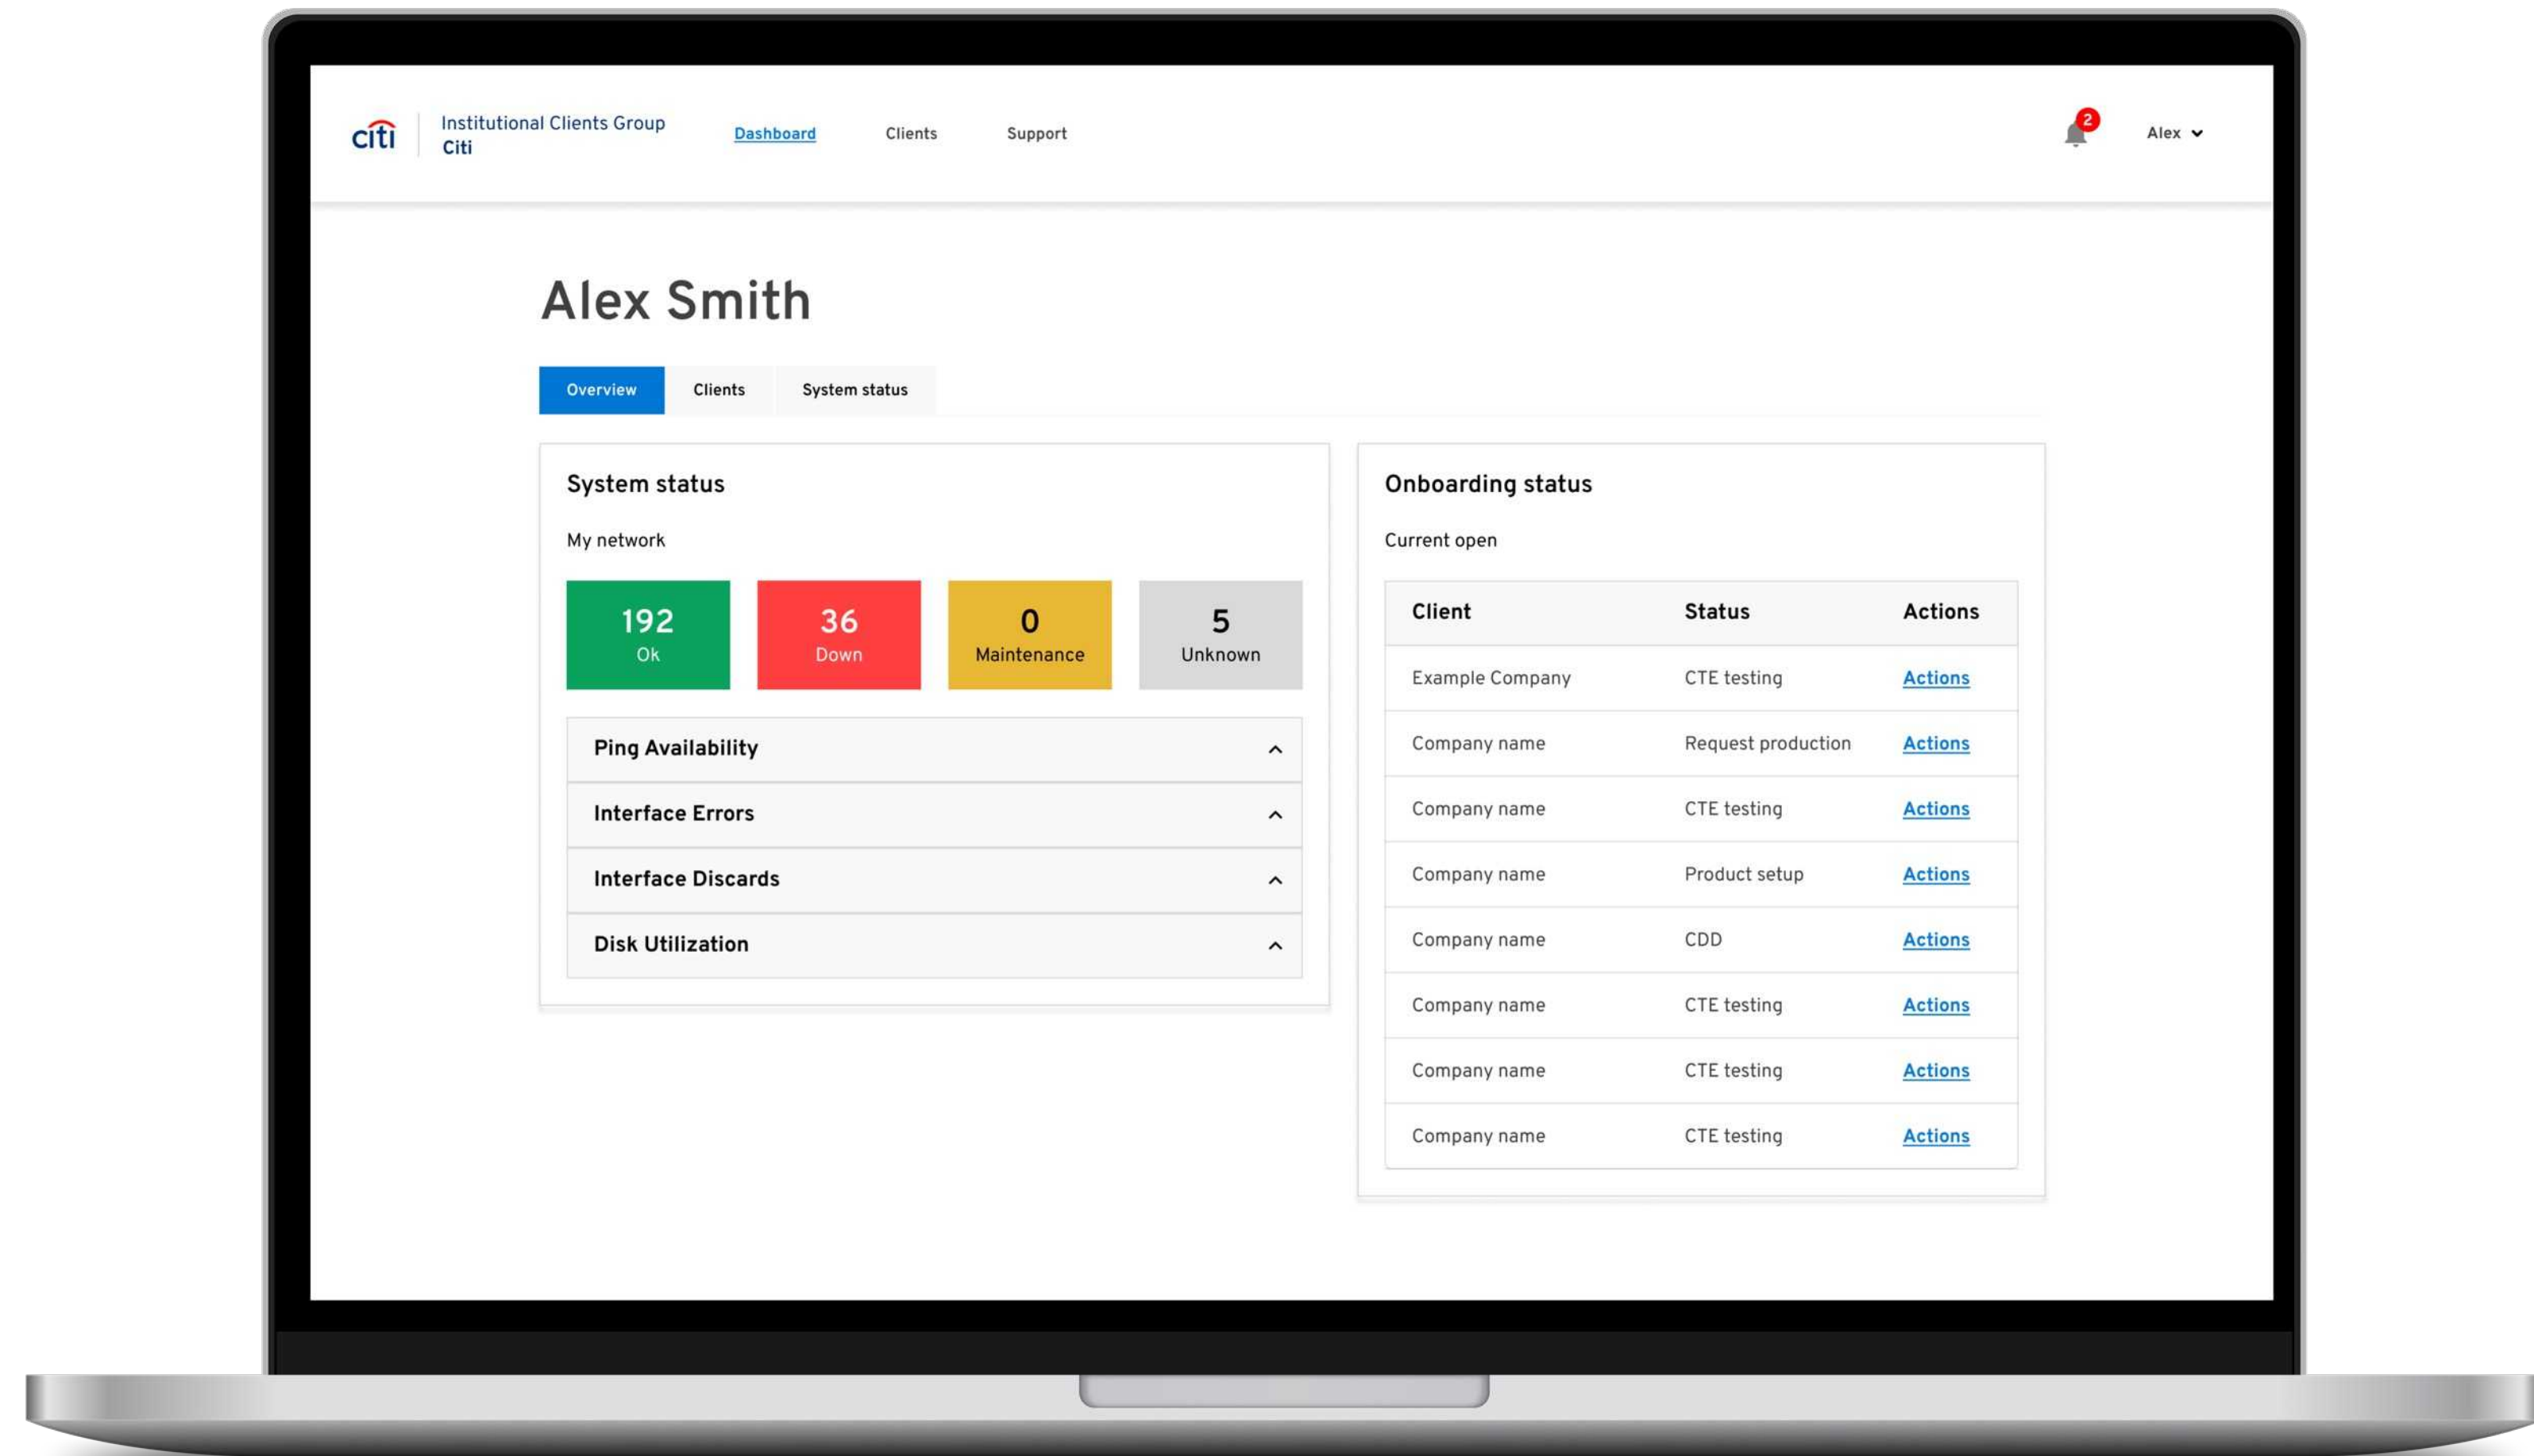 citi
Institutional Clients Group
Citi
Dashboard Clients Support
2
Alex
Alex Smith
Overview Clients System status
System status
My network
192 36 0 5
Ok Down Maintenance Unknown
Ping Availability
Interface Errors
Interface Discards
Disk Utilization
Onboarding status
Current open
Client Status Actions
Example Company CTE testing Actions
Company name Request production Actions
Company name CTE testing Actions
Company name Product setup Actions
Company name CDD Actions
Company name CTE testing Actions
Company name CTE testing Actions
Company name CTE testing Actions